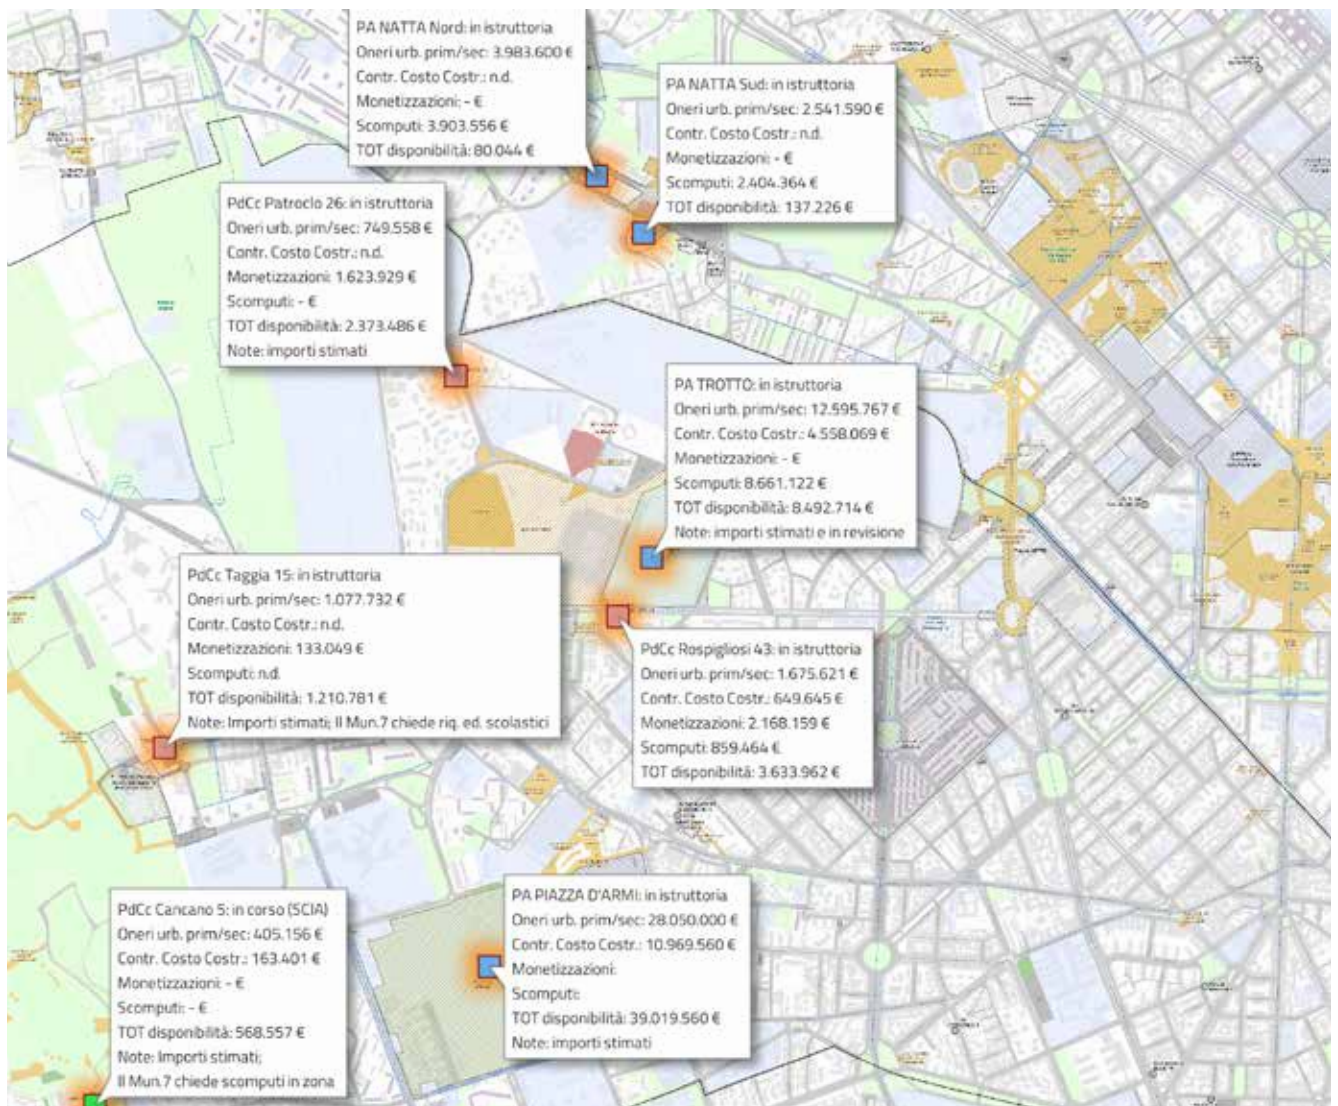 PA NATTA Nord: in istruttoria
Oneri urb. prim/sec: 3.983.600 €
Contr. Costo Costr.: n.d.
Monetizzazioni: - €
Scomputi: 3.903.556 €
TOT disponibilità: 80.044 €
PA NATTA Sud: in istruttoria
Oneri urb. prim/sec: 2.541.590 €
Contr. Costo Costr.: n.d.
Monetizzazioni: - €
Scomputi: 2.404.364 €
TOT disponibilità: 137.226 €
PdCc Patroclo 26: in istruttoria
Oneri urb. prim/sec: 749.558 €
Contr. Costo Costr.: n.d.
Monetizzazioni: 1.623.929 €
Scomputi: - €
TOT disponibilità: 2.373.486 €
Note: importi stimati
PA TROTTO: in istruttoria
Oneri urb. prim/sec: 12.595.767 €
Contr. Costo Costr.: 4.558.069 €
Monetizzazioni: - €
Scomputi: 8.661.122 €
TOT disponibilità: 8.492.714 €
Note: importi stimati e in revisione
PdCc Taggia 15: in istruttoria
Oneri urb. prim/sec: 1.077.732 €
Contr. Costo Costr.: n.d.
Monetizzazioni: 133.049 €
Scomputi: n.d.
TOT disponibilità: 1.210.781 €
Note: Importi stimati; Il Mun.7 chiede riq. ed. scolastici
PdCc Rospigliosi 43: in istruttoria
Oneri urb. prim/sec: 1.675.621 €
Contr. Costo Costr.: 649.645 €
Monetizzazioni: 2.168.159 €
Scomputi: 859.464 €
TOT disponibilità: 3.633.962 €
PdCc Cancano 5: in corso (SCIA)
Oneri urb. prim/sec: 405.156 €
Contr. Costo Costr.: 163.401 €
Monetizzazioni: - €
Scomputi: - €
TOT disponibilità: 568.557 €
Note: Importi stimati;
Il Mun.7 chiede scomputi in zona
PA PIAZZA D'ARMI: in istruttoria
Oneri urb. prim/sec: 28.050.000 €
Contr. Costo Costr.: 10.969.560 €
Monetizzazioni:
Scomputi:
TOT disponibilità: 39.019.560 €
Note: importi stimati